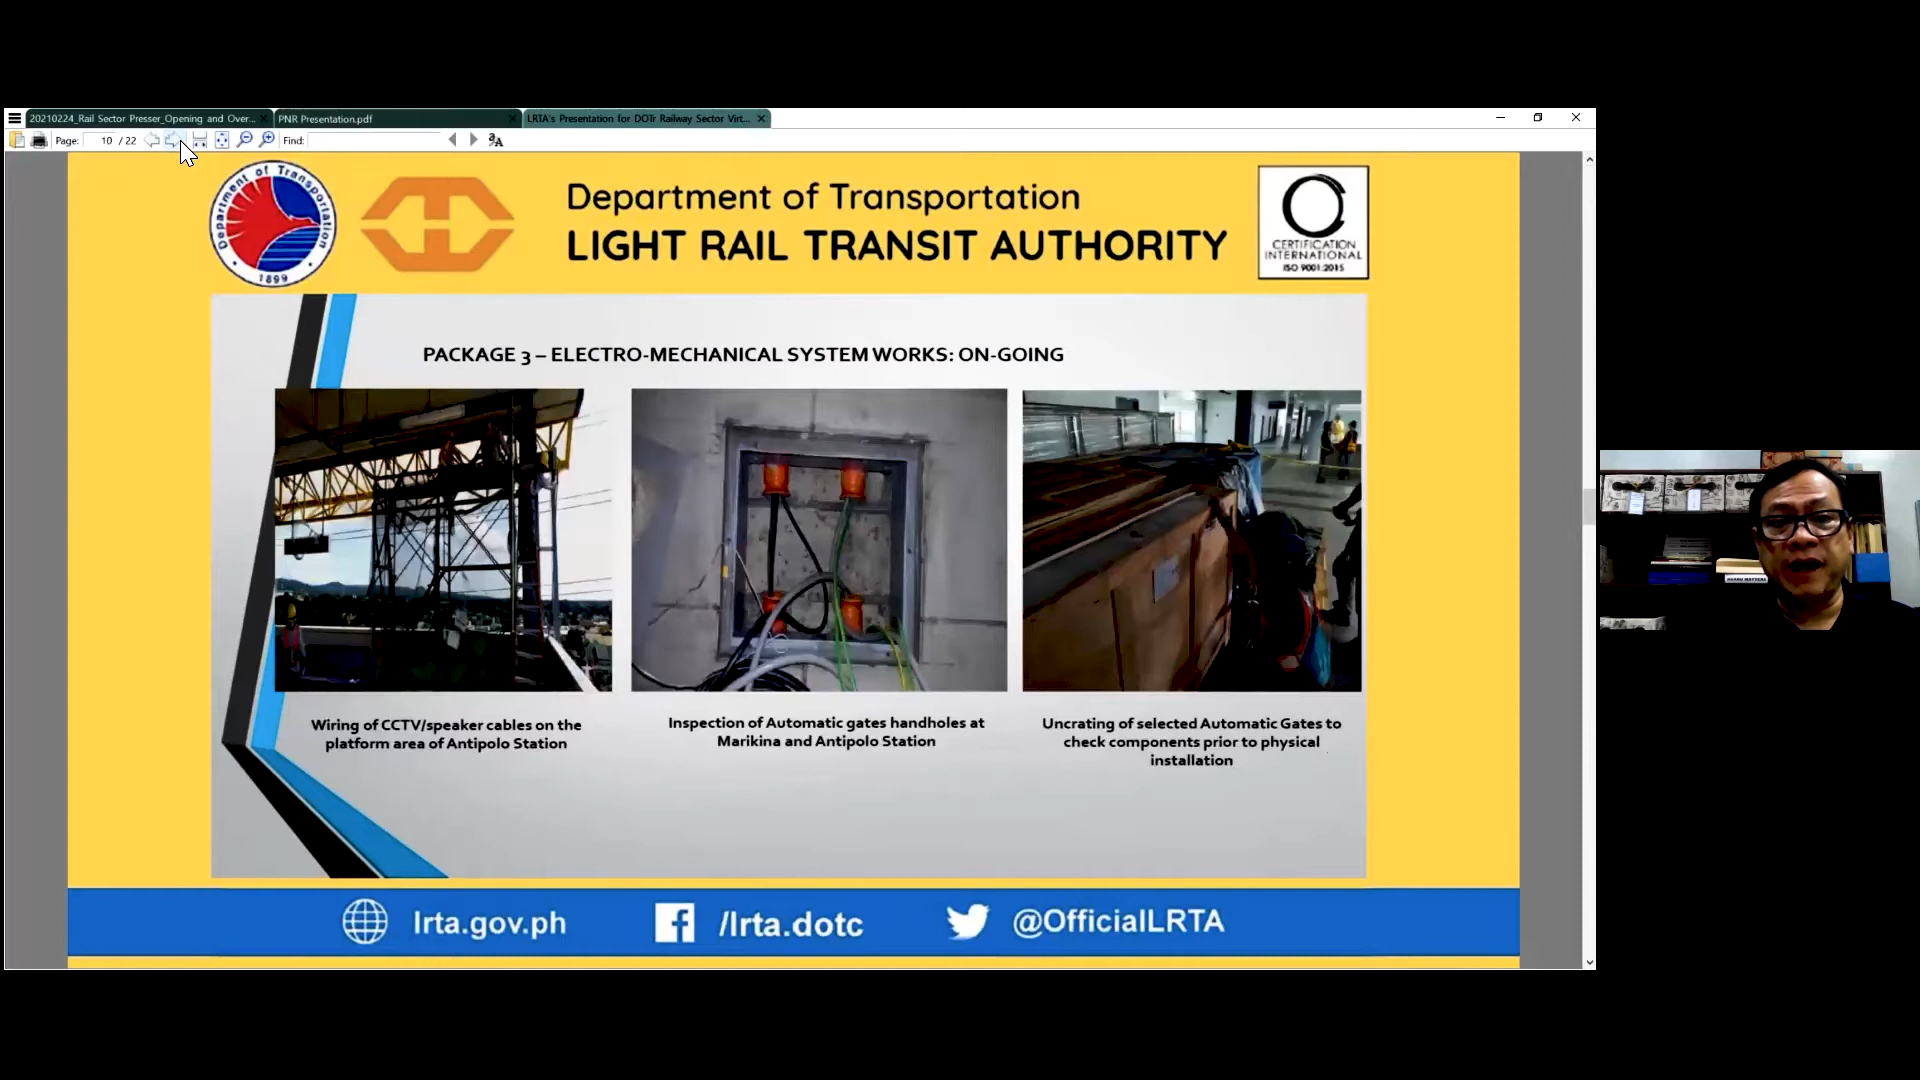 20210224_Rail Sector Presser_Opening and Over...
PNR Presentation.pdf
LRTA's Presentation for DOTr Railway Sector Virt...
Page: 10 / 22
Find:
Department of Transportation
1899
Department of Transportation
LIGHT RAIL TRANSIT AUTHORITY
CERTIFICATION
INTERNATIONAL
ISO 9001:2015
PACKAGE 3 – ELECTRO-MECHANICAL SYSTEM WORKS: ON-GOING
Wiring of CCTV/speaker cables on the
platform area of Antipolo Station
Inspection of Automatic gates handholes at
Marikina and Antipolo Station
Uncrating of selected Automatic Gates to
check components prior to physical
installation
lrta.gov.ph
/lrta.dotc
@OfficialLRTA